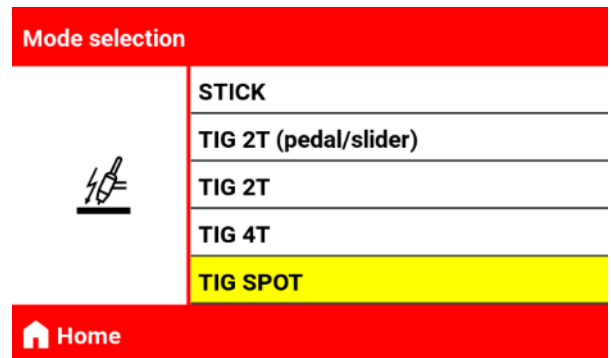 Mode selection
STICK
TIG 2T (pedal/slider)
TIG 2T
TIG 4T
TIG SPOT
Home